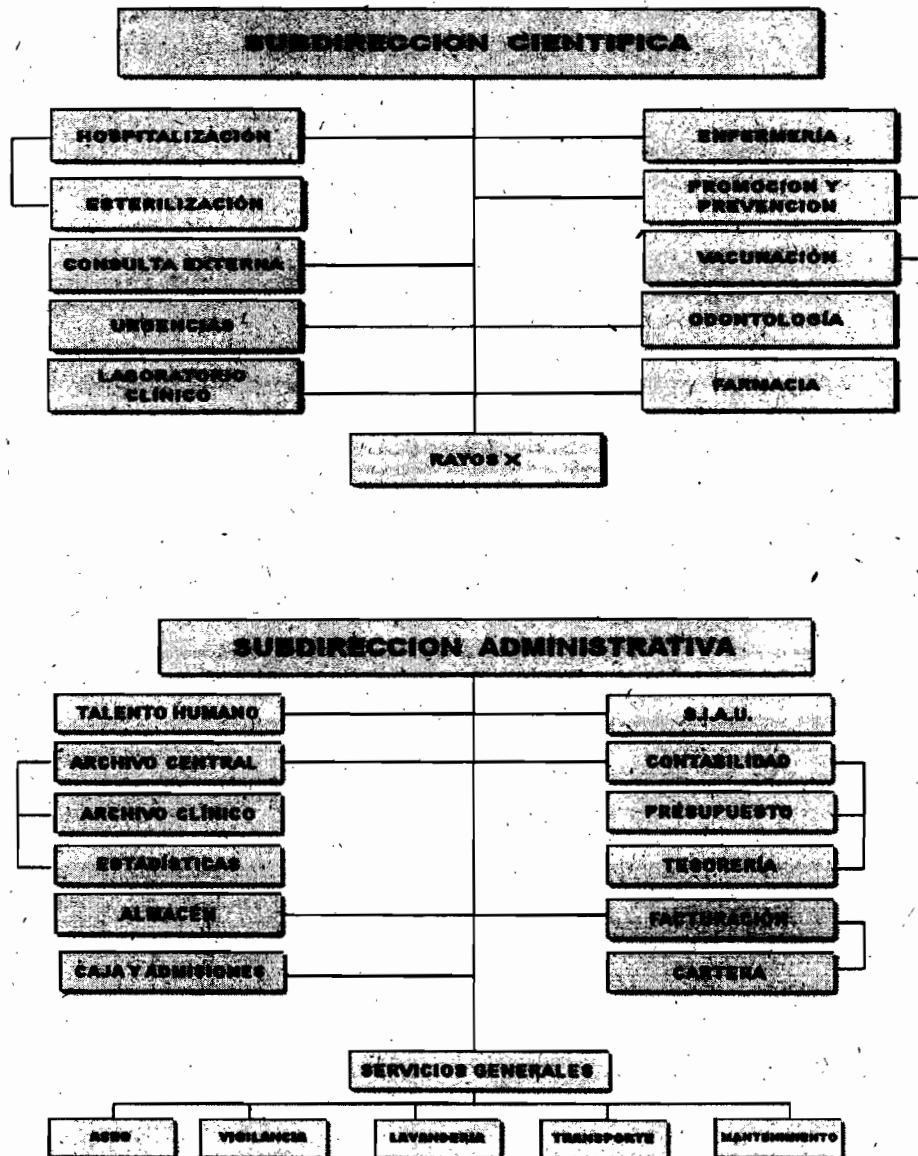 SUBDIRECCION CIENTIFICA
HOSPITALIZACIÓN
ENFERMERÍA
ESTERILIZACIÓN
PROMOCION Y
PREVENCION
CONSULTA EXTERNA
VACUNACIÓN
URGENCIAS
ODONTOLOGÍA
LABORATORIO
CLÍNICO
FARMACIA
RAYOS X
SUBDIRECCION ADMINISTRATIVA
TALENTO HUMANO
S.I.A.U.
ARCHIVO CENTRAL
CONTABILIDAD
ARCHIVO CLÍNICO
PRESUPUESTO
ESTADÍSTICAS
TESORERÍA
ALMACÉN
FACTURACIÓN
CAJA Y ADMISIONES
CARTERA
SERVICIOS GENERALES
ASEO
VIGILANCIA
LAVANDERÍA
TRANSPORTE
MANTENIMIENTO